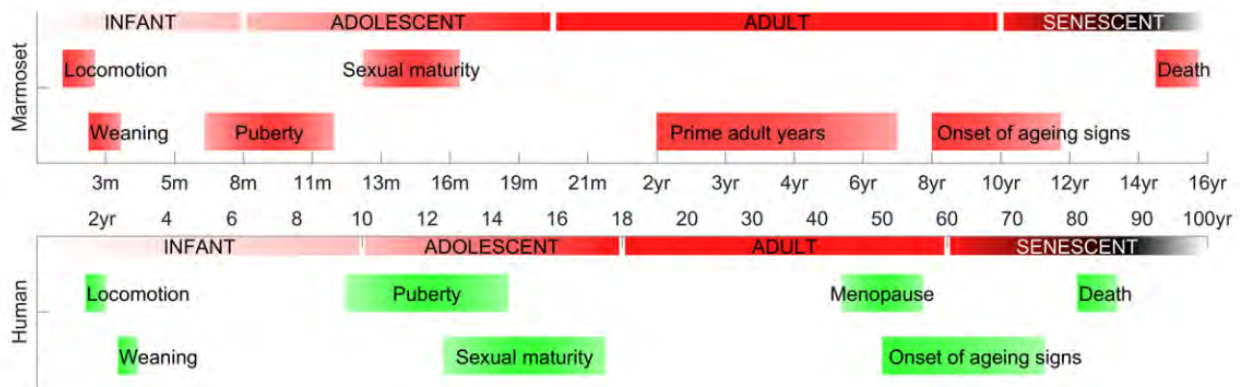 INFANT ADOLESCENT ADULT SENESCENT
Marmoset
Locomotion Sexual maturity Death
Weaning Puberty Prime adult years Onset of ageing signs
3m 5m 8m 11m 13m 16m 19m 21m 2yr 3yr 4yr 6yr 8yr 10yr 12yr 14yr 16yr
2yr 4 6 8 10 12 14 16 18 20 30 40 50 60 70 80 90 100yr
INFANT ADOLESCENT ADULT SENESCENT
Human
Locomotion Puberty Menopause Death
Weaning Sexual maturity Onset of ageing signs